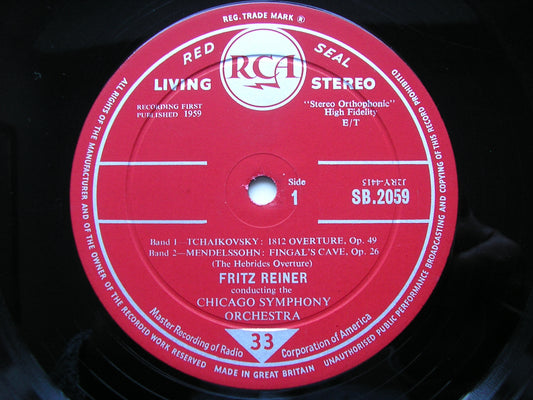 REG. TRADE MARK ®
RED SEAL
RCA
LIVING STEREO
RECORDING FIRST
PUBLISHED 1959
"Stereo Orthophonic"
High Fidelity
E/T
Side
1
J2RY-4415
SB.2059
Band 1—TCHAIKOVSKY: 1812 OVERTURE, Op. 49
Band 2—MENDELSSOHN: FINGAL'S CAVE, Op. 26
(The Hebrides Overture)
FRITZ REINER
conducting the
CHICAGO SYMPHONY
ORCHESTRA
33
Master Recording of Radio Corporation of America
MADE IN GREAT BRITAIN
ALL RIGHTS OF THE MANUFACTURER AND OF THE OWNER OF THE RECORDED WORK RESERVED
UNAUTHORISED PUBLIC PERFORMANCE BROADCASTING AND COPYING OF THIS RECORD PROHIBITED